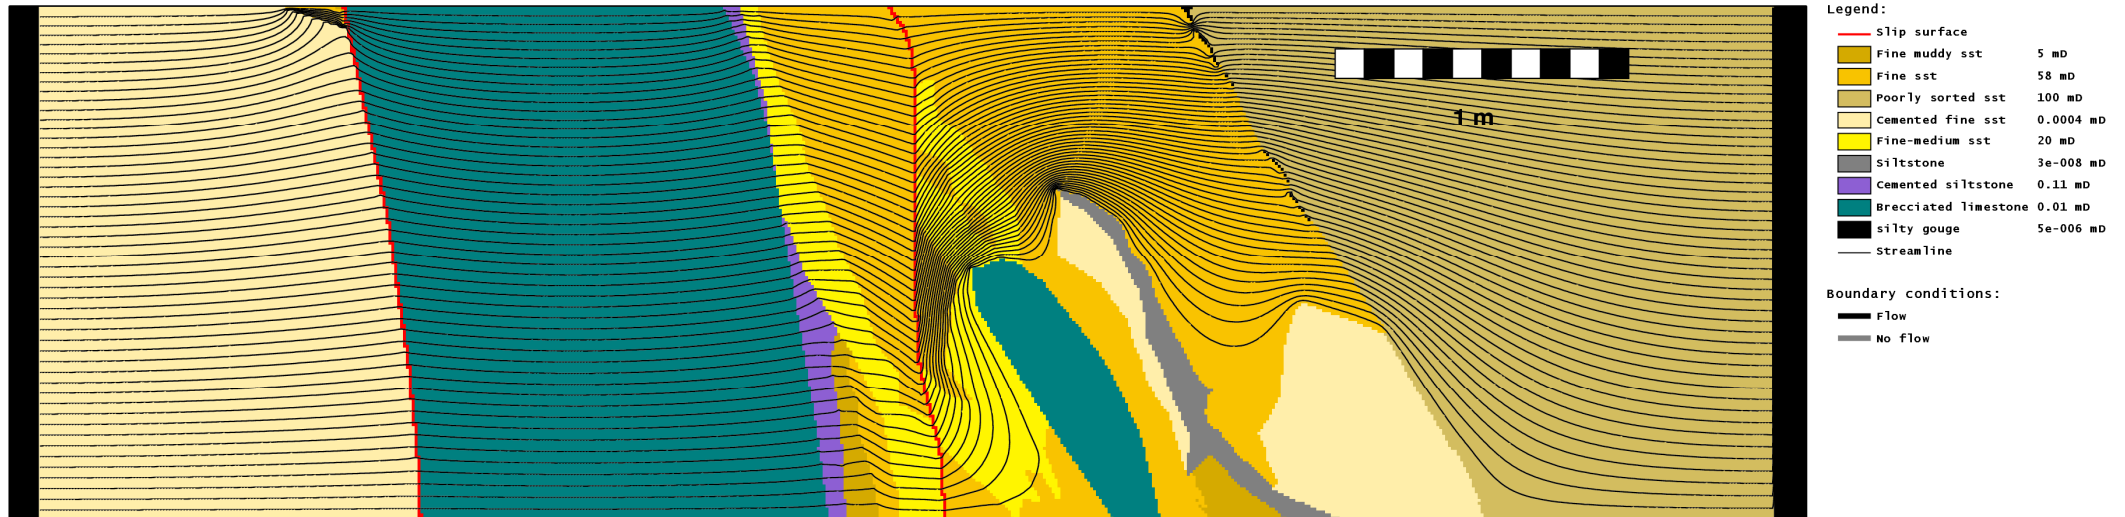 Legend:
Slip surface
Fine muddy sst 5 mD
Fine sst 58 mD
Poorly sorted sst 100 mD
Cemented fine sst 0.0004 mD
Fine-medium sst 20 mD
Siltstone 3e-008 mD
Cemented siltstone 0.11 mD
Brecciated limestone 0.01 mD
silty gouge 5e-006 mD
Streamline
Boundary conditions:
Flow
No flow
1 m